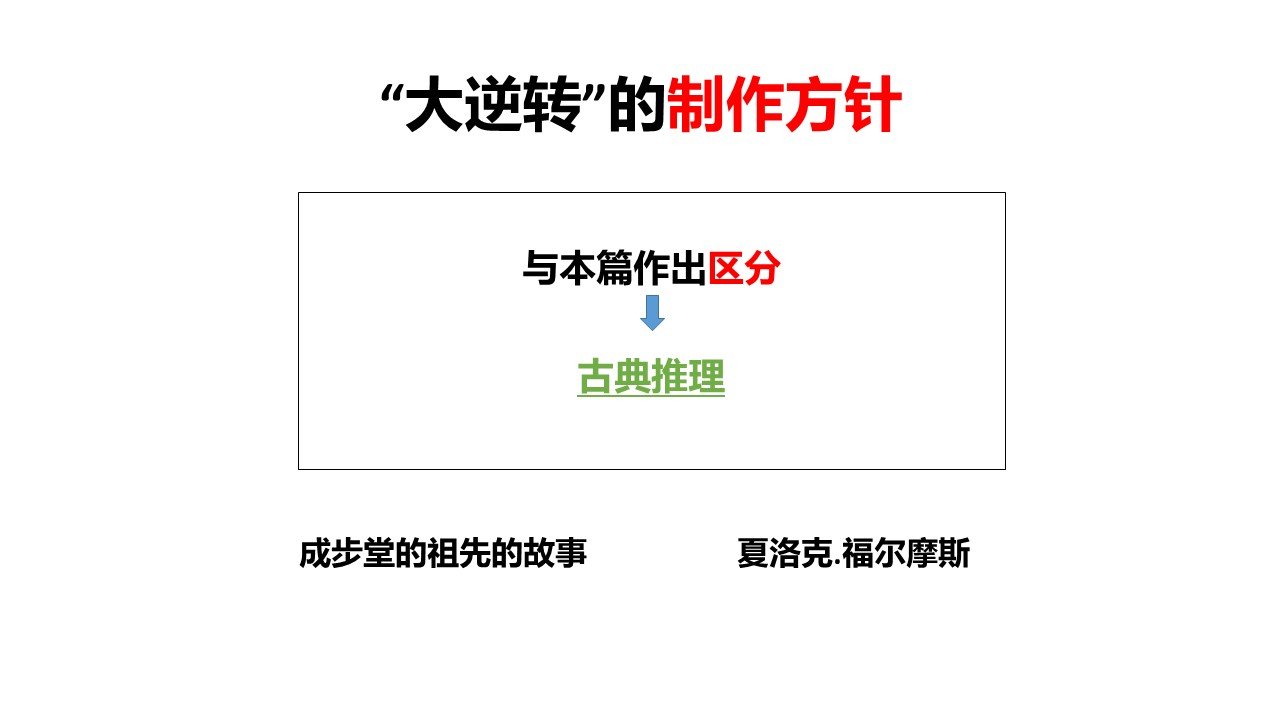 “大逆转”的制作方针
与本篇作出区分
古典推理
成步堂的祖先的故事
夏洛克.福尔摩斯